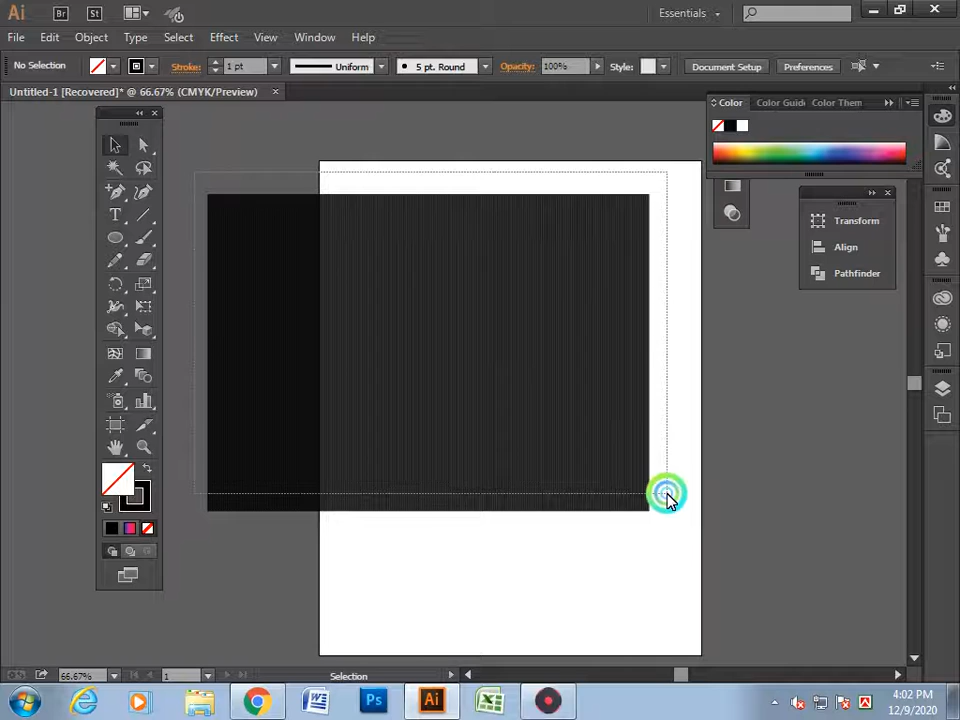 Ai Br St Essentials
File Edit Object Type Select Effect View Window Help
No Selection Stroke: 1 pt Uniform 5 pt. Round Opacity: 100% Style: Document Setup Preferences
Untitled-1 [Recovered]* @ 66.67% (CMYK/Preview)
Color Color Guid Color Them
Transform
Align
Pathfinder
T
66.67% 1 Selection
W Ps Ai X
4:02 PM
12/9/2020